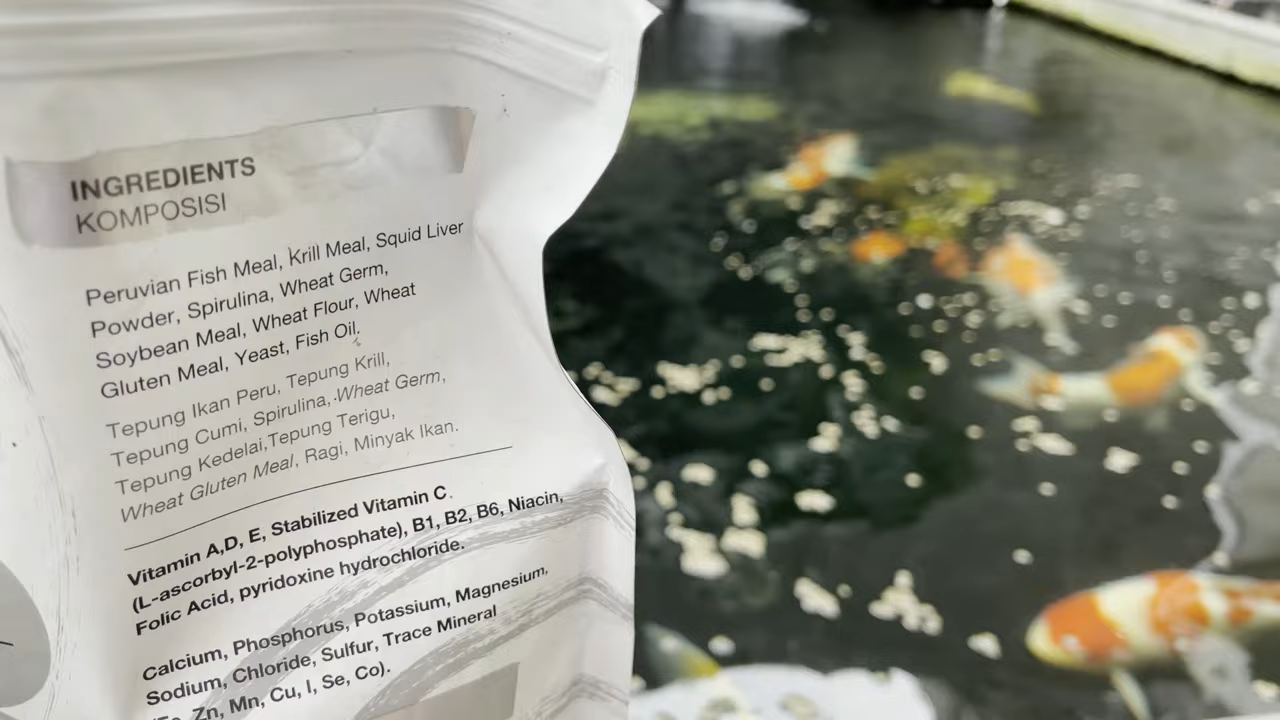 INGREDIENTS
KOMPOSISI
Peruvian Fish Meal, Krill Meal, Squid Liver
Powder, Spirulina, Wheat Germ,
Soybean Meal, Wheat Flour, Wheat
Gluten Meal, Yeast, Fish Oil.
Tepung Ikan Peru, Tepung Krill,
Tepung Cumi, Spirulina, Wheat Germ,
Tepung Kedelai,Tepung Terigu,
Wheat Gluten Meal, Ragi, Minyak Ikan.
Vitamin A,D, E, Stabilized Vitamin C
(L-ascorbyl-2-polyphosphate), B1, B2, B6, Niacin,
Folic Acid, pyridoxine hydrochloride.
Calcium, Phosphorus, Potassium, Magnesium,
Sodium, Chloride, Sulfur, Trace Mineral
Zn, Mn, Cu, I, Se, Co).